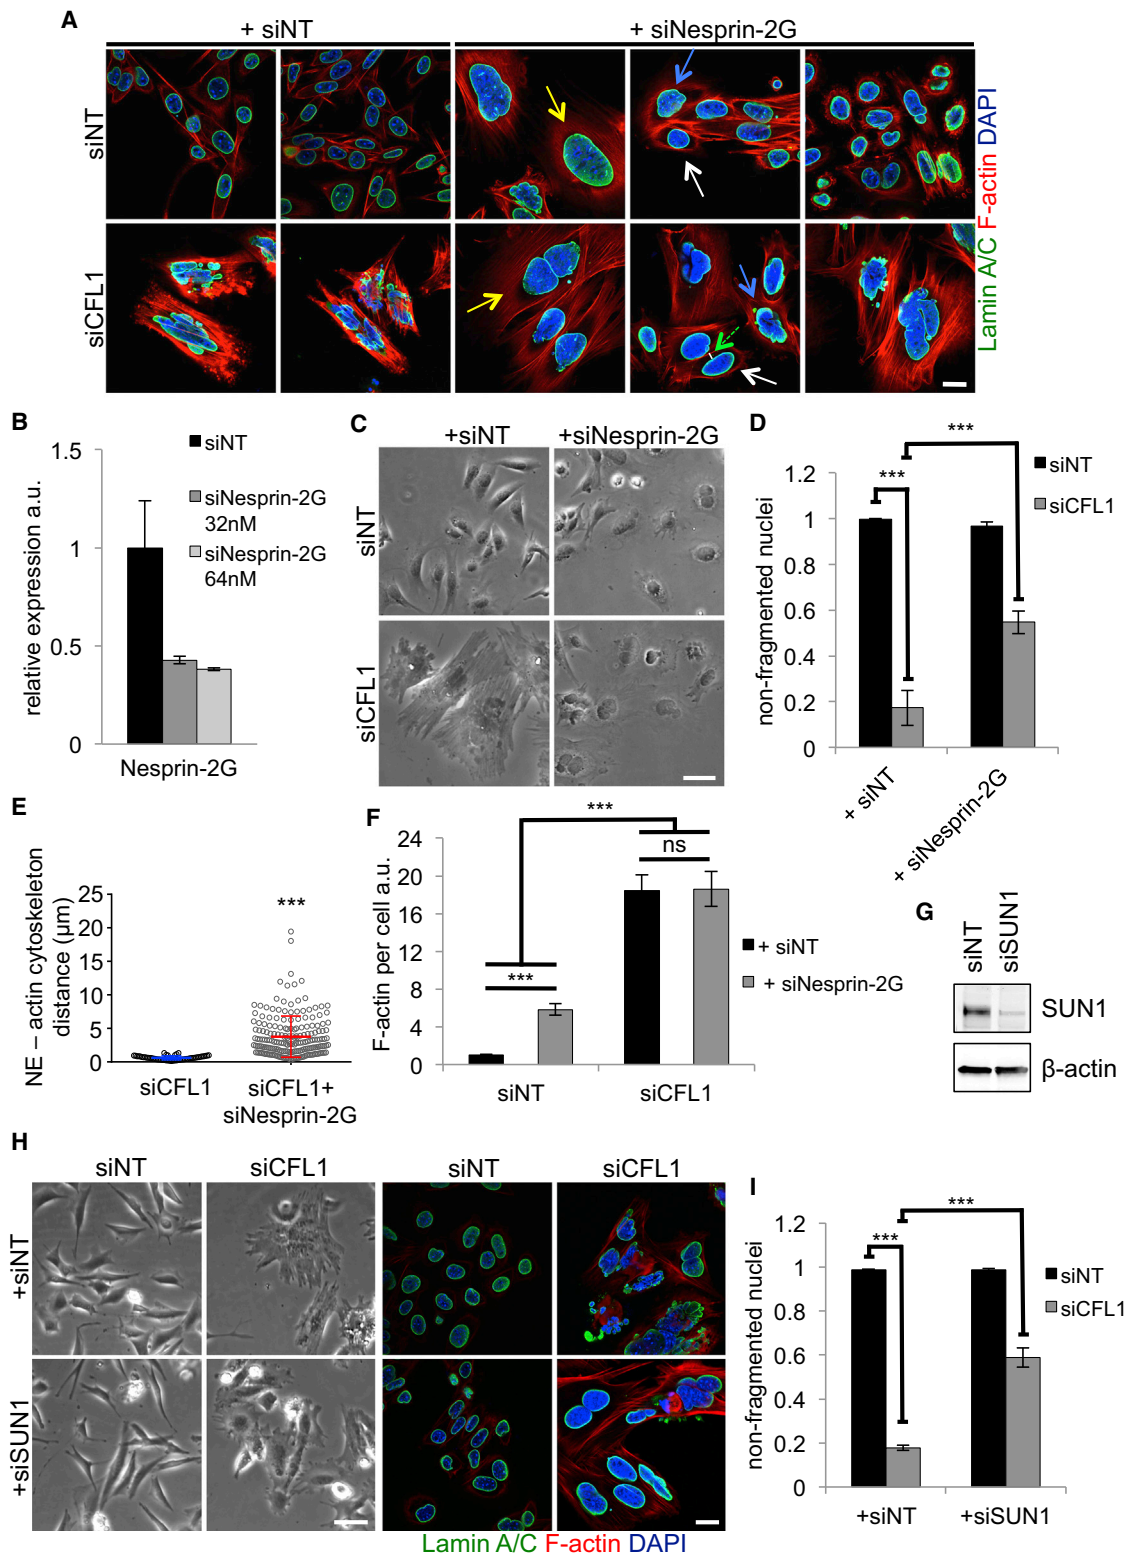 A
+ siNT
+ siNesprin-2G
siNT
siCFL1
Lamin A/C F-actin DAPI
B
relative expression a.u.
1.5
1
0.5
0
siNT
siNesprin-2G
32nM
siNesprin-2G
64nM
Nesprin-2G
C
+siNT
+siNesprin-2G
siNT
siCFL1
D
non-fragmented nuclei
1.2
1
0.8
0.6
0.4
0.2
0
***
***
siNT
siCFL1
+ siNT
+ siNesprin-2G
E
NE – actin cytoskeleton
distance (µm)
25
20
15
10
5
0
***
siCFL1
siCFL1+
siNesprin-2G
F
F-actin per cell a.u.
24
20
16
12
8
4
0
***
ns
***
+ siNT
+ siNesprin-2G
siNT
siCFL1
G
siNT
siSUN1
SUN1
β-actin
H
siNT
siCFL1
siNT
siCFL1
+siNT
+siSUN1
Lamin A/C F-actin DAPI
I
non-fragmented nuclei
1.2
1
0.8
0.6
0.4
0.2
0
***
***
siNT
siCFL1
+siNT
+siSUN1